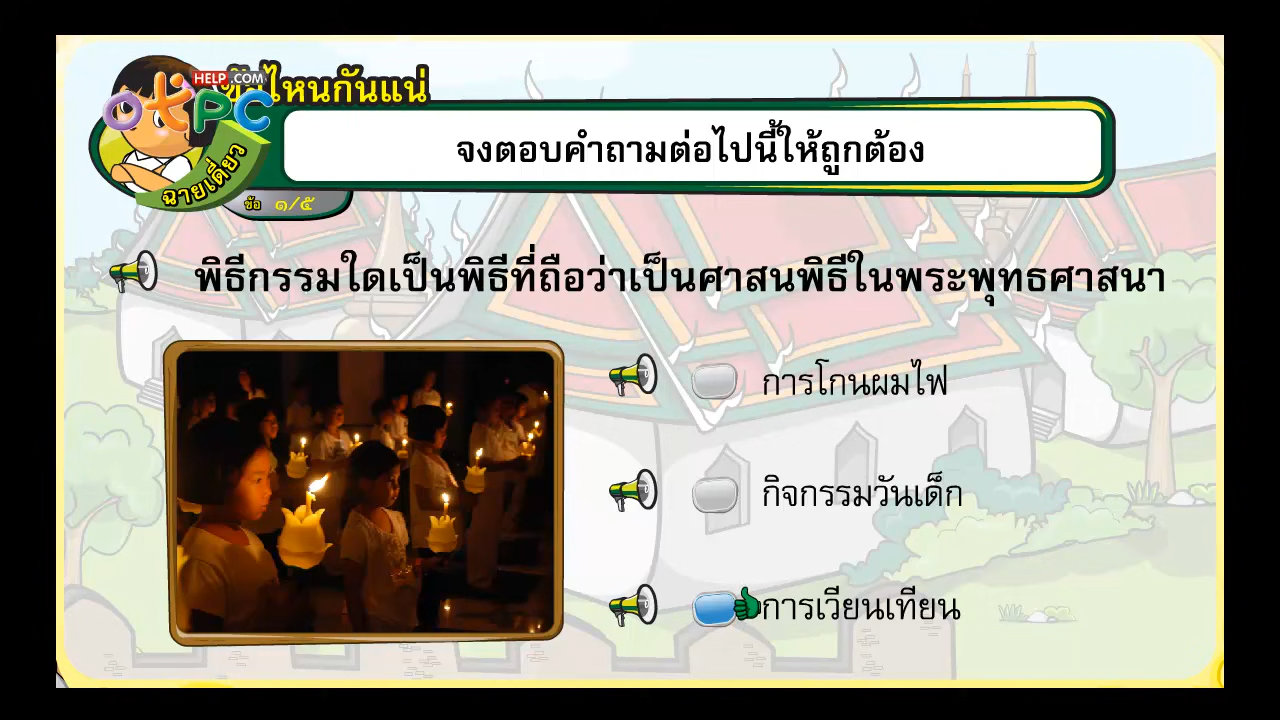 HELP.COM
OTPC
ไหนกันแน่
ฉายเดี่ยว
จงตอบคำถามต่อไปนี้ให้ถูกต้อง
ข้อ ๑/๕
พิธีกรรมใดเป็นพิธีที่ถือว่าเป็นศาสนพิธีในพระพุทธศาสนา
การโกนผมไฟ
กิจกรรมวันเด็ก
การเวียนเทียน